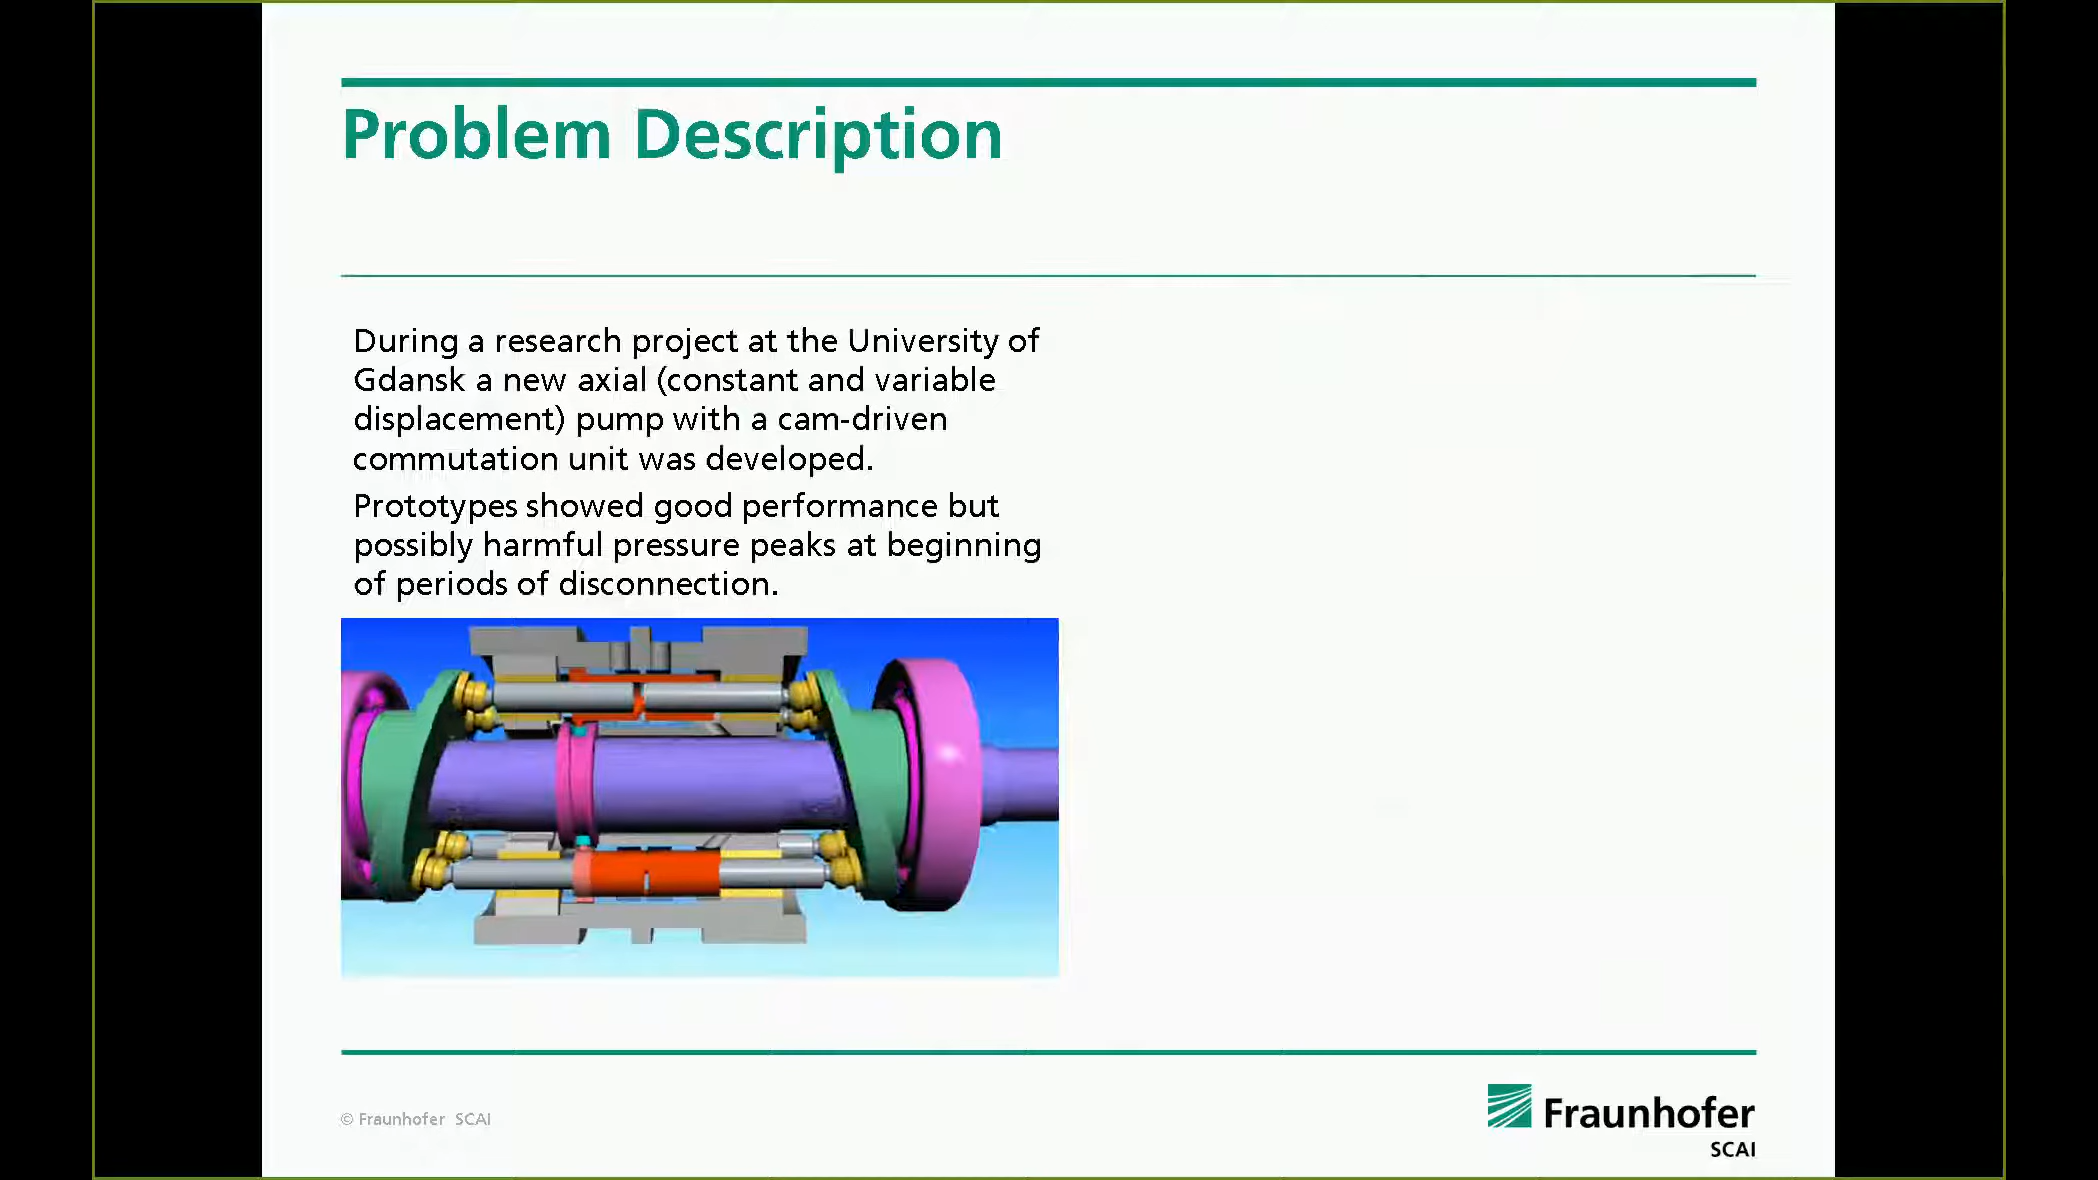 Problem Description
During a research project at the University of
Gdansk a new axial (constant and variable
displacement) pump with a cam-driven
commutation unit was developed.
Prototypes showed good performance but
possibly harmful pressure peaks at beginning
of periods of disconnection.
© Fraunhofer SCAI
Fraunhofer
SCAI